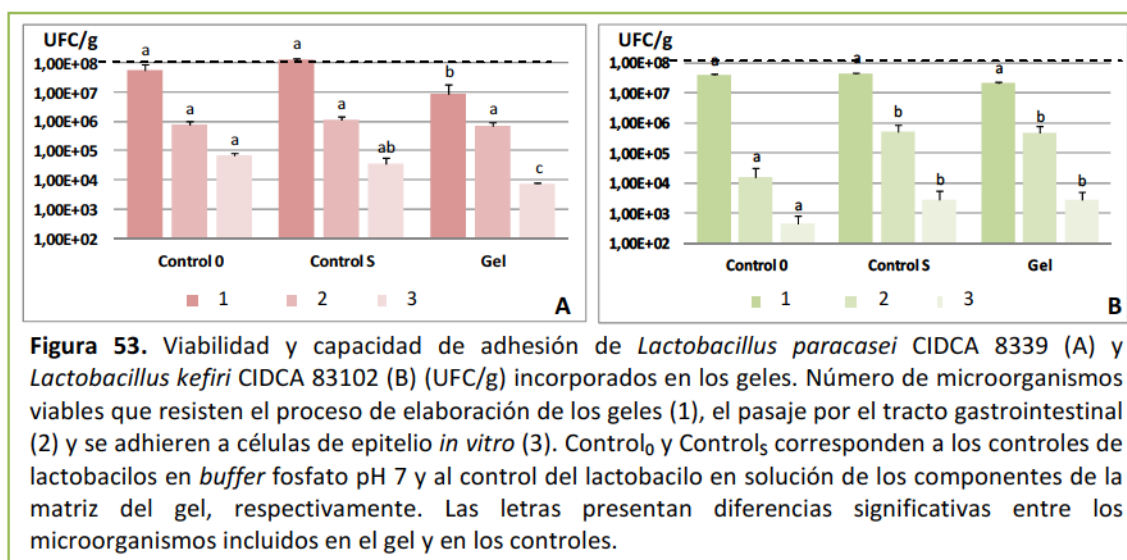 UFC/g
1,00E+08
1,00E+07
1,00E+06
1,00E+05
1,00E+04
1,00E+03
1,00E+02
a
a
a
a
a
ab
b
a
c
Control 0
Control S
Gel
1
2
3
A
UFC/g
1,00E+08
1,00E+07
1,00E+06
1,00E+05
1,00E+04
1,00E+03
1,00E+02
a
a
a
a
b
b
a
b
b
Control 0
Control S
Gel
1
2
3
B
Figura 53. Viabilidad y capacidad de adhesión de Lactobacillus paracasei CIDCA 8339 (A) y
Lactobacillus kefiri CIDCA 83102 (B) (UFC/g) incorporados en los geles. Número de microorganismos
viables que resisten el proceso de elaboración de los geles (1), el pasaje por el tracto gastrointestinal
(2) y se adhieren a células de epitelio in vitro (3). Control₀ y Controlₛ corresponden a los controles de
lactobacilos en buffer fosfato pH 7 y al control del lactobacilo en solución de los componentes de la
matriz del gel, respectivamente. Las letras presentan diferencias significativas entre los
microorganismos incluidos en el gel y en los controles.